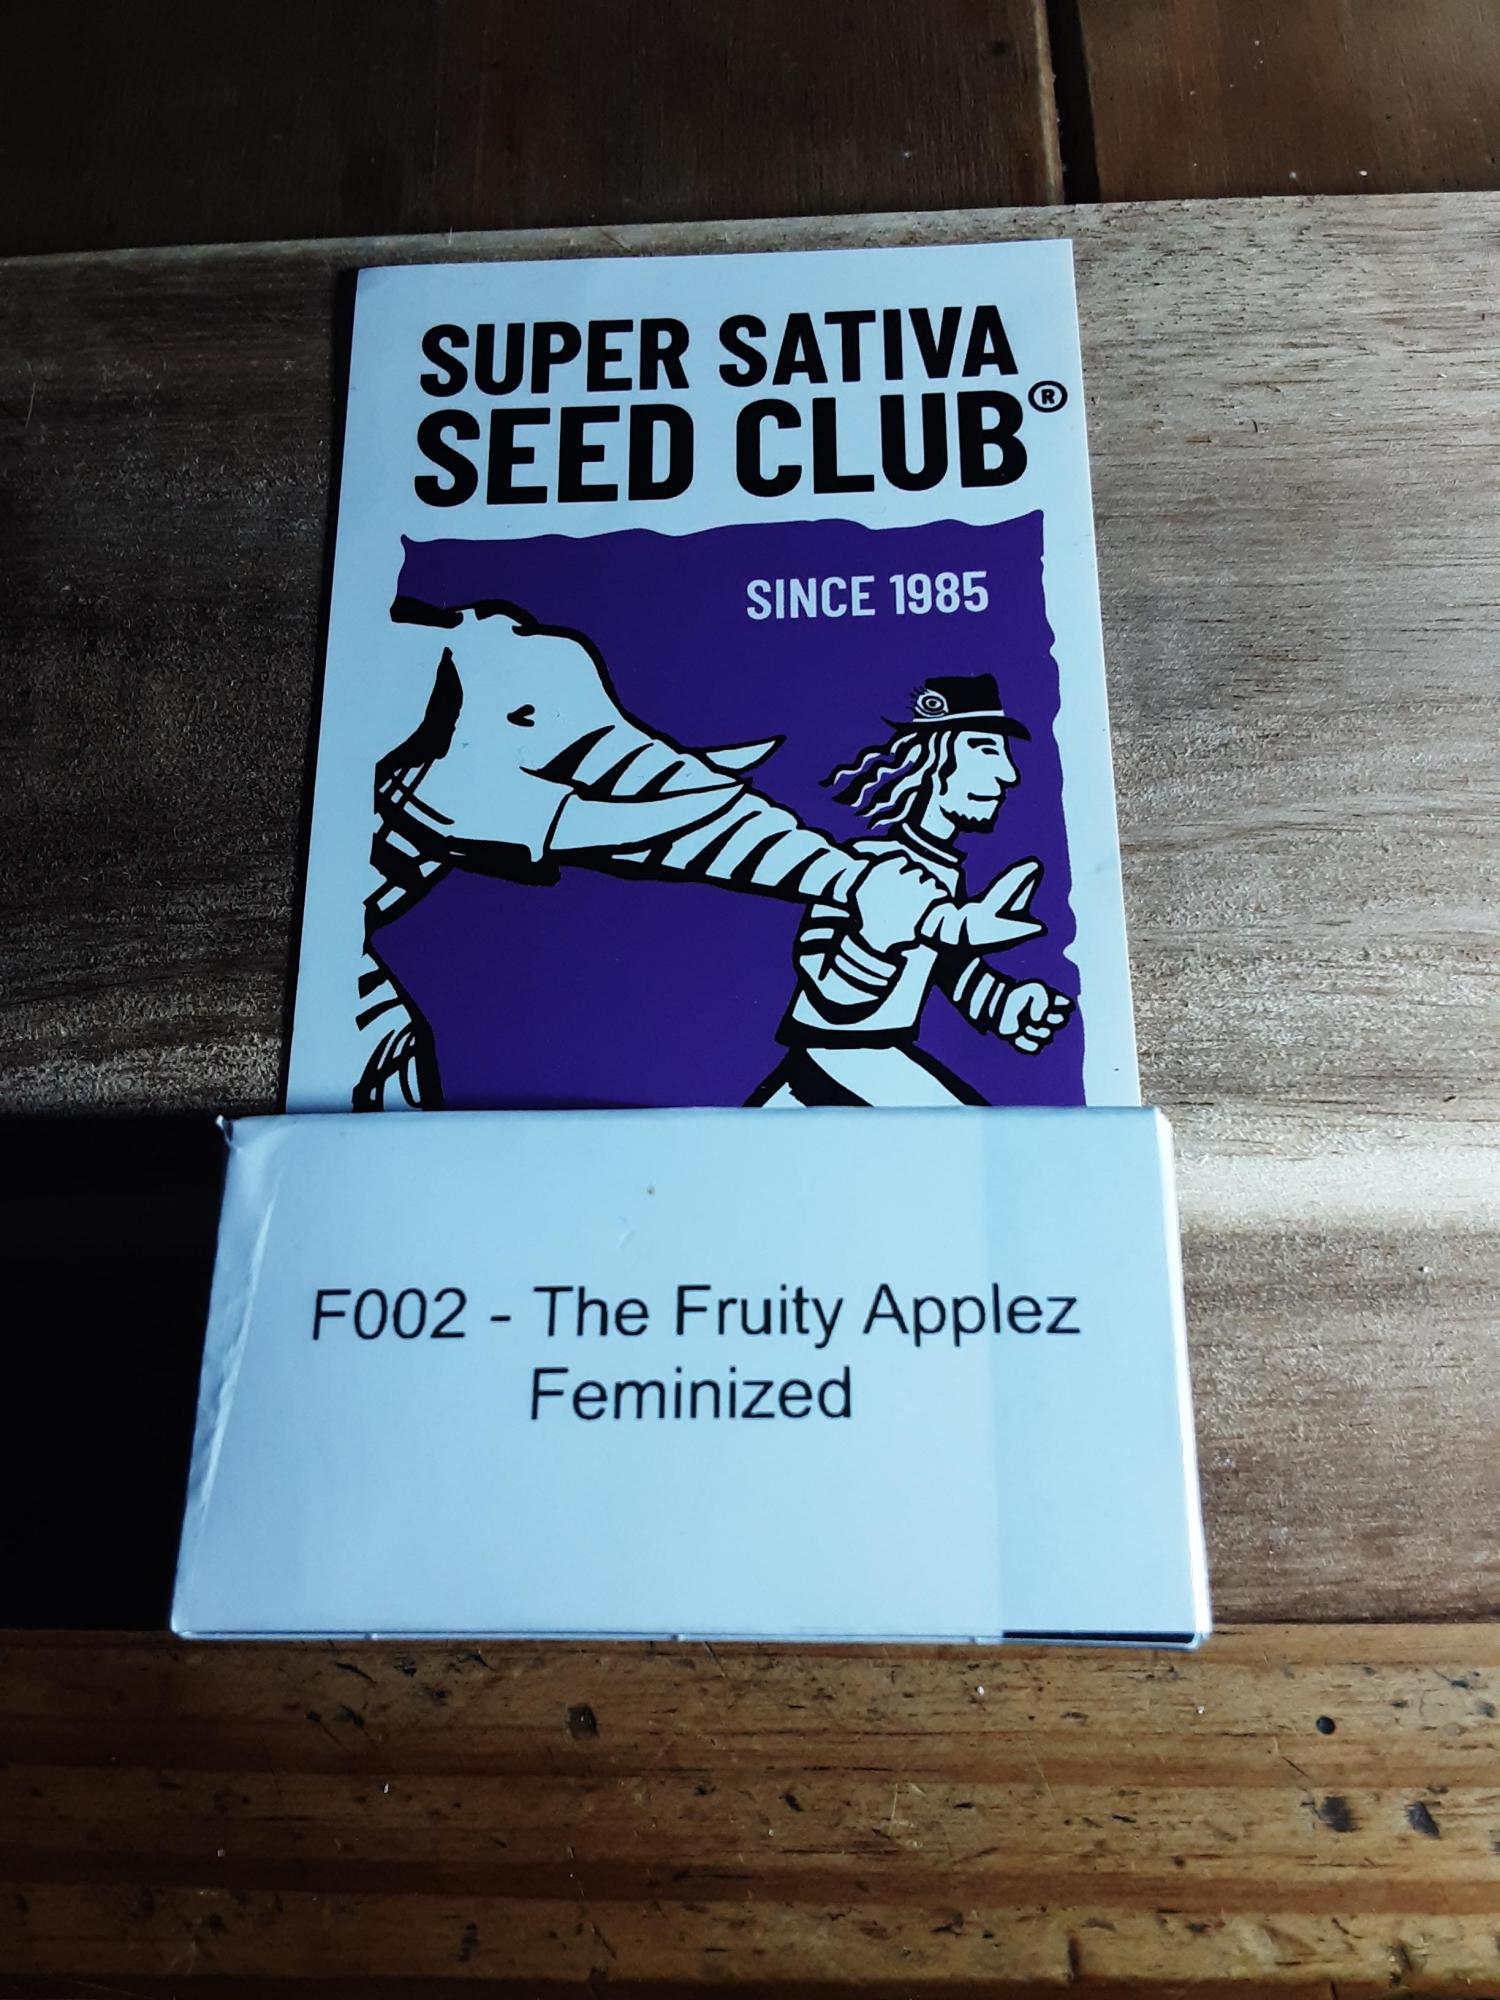 SUPER SATIVA
SEED CLUB®
SINCE 1985
F002 - The Fruity Applez
Feminized